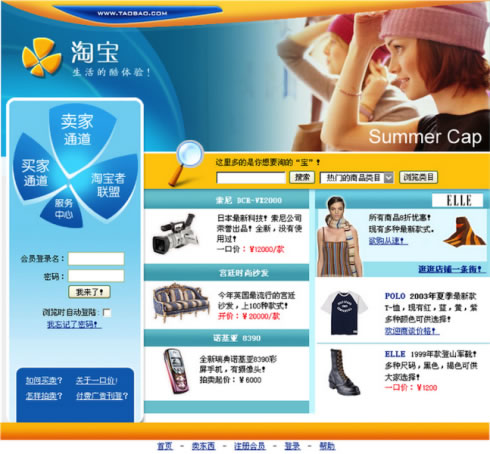 WWW.TAOBAO.COM
淘宝
生活的酷体验！
Summer Cap
卖家
通道
买家
通道
淘宝者
联盟
服务
中心
这里多的是你想要淘的“宝”！
搜索
热门的商品类目
浏览类目
会员登录名：
密码：
我来了！
浏览时自动登陆：
我忘记了密码！
如何买卖？
关于一口价！
怎样拍卖？
付费广告刊登？
索尼 DCR-VX2000
日本最新科技！索尼公司
荣誉出品！全新，没有使
用过！
一口价：￥12000/款
宫廷时尚沙发
今年英国最流行的宫廷
沙发，上100种款式！
开价：￥20000/款
诺基亚 8390
全新瑞典诺基亚8390彩
屏手机，有摄像头！
拍卖起价：￥6000
ELLE
所有商品8折优惠！
现有多种最新款式。
欲购从速！
逛逛店铺一条街！
POLO 2003年夏季最新款
T-恤，现有红，蓝，黄，紫
多种颜色可供选择！
欢迎商谈价格！
ELLE 1999年款登山军靴！
多种尺码，黑色，褐色可供
大家选择！
一口价：￥1200
首页 - 卖东西 - 注册会员 - 登录 - 帮助